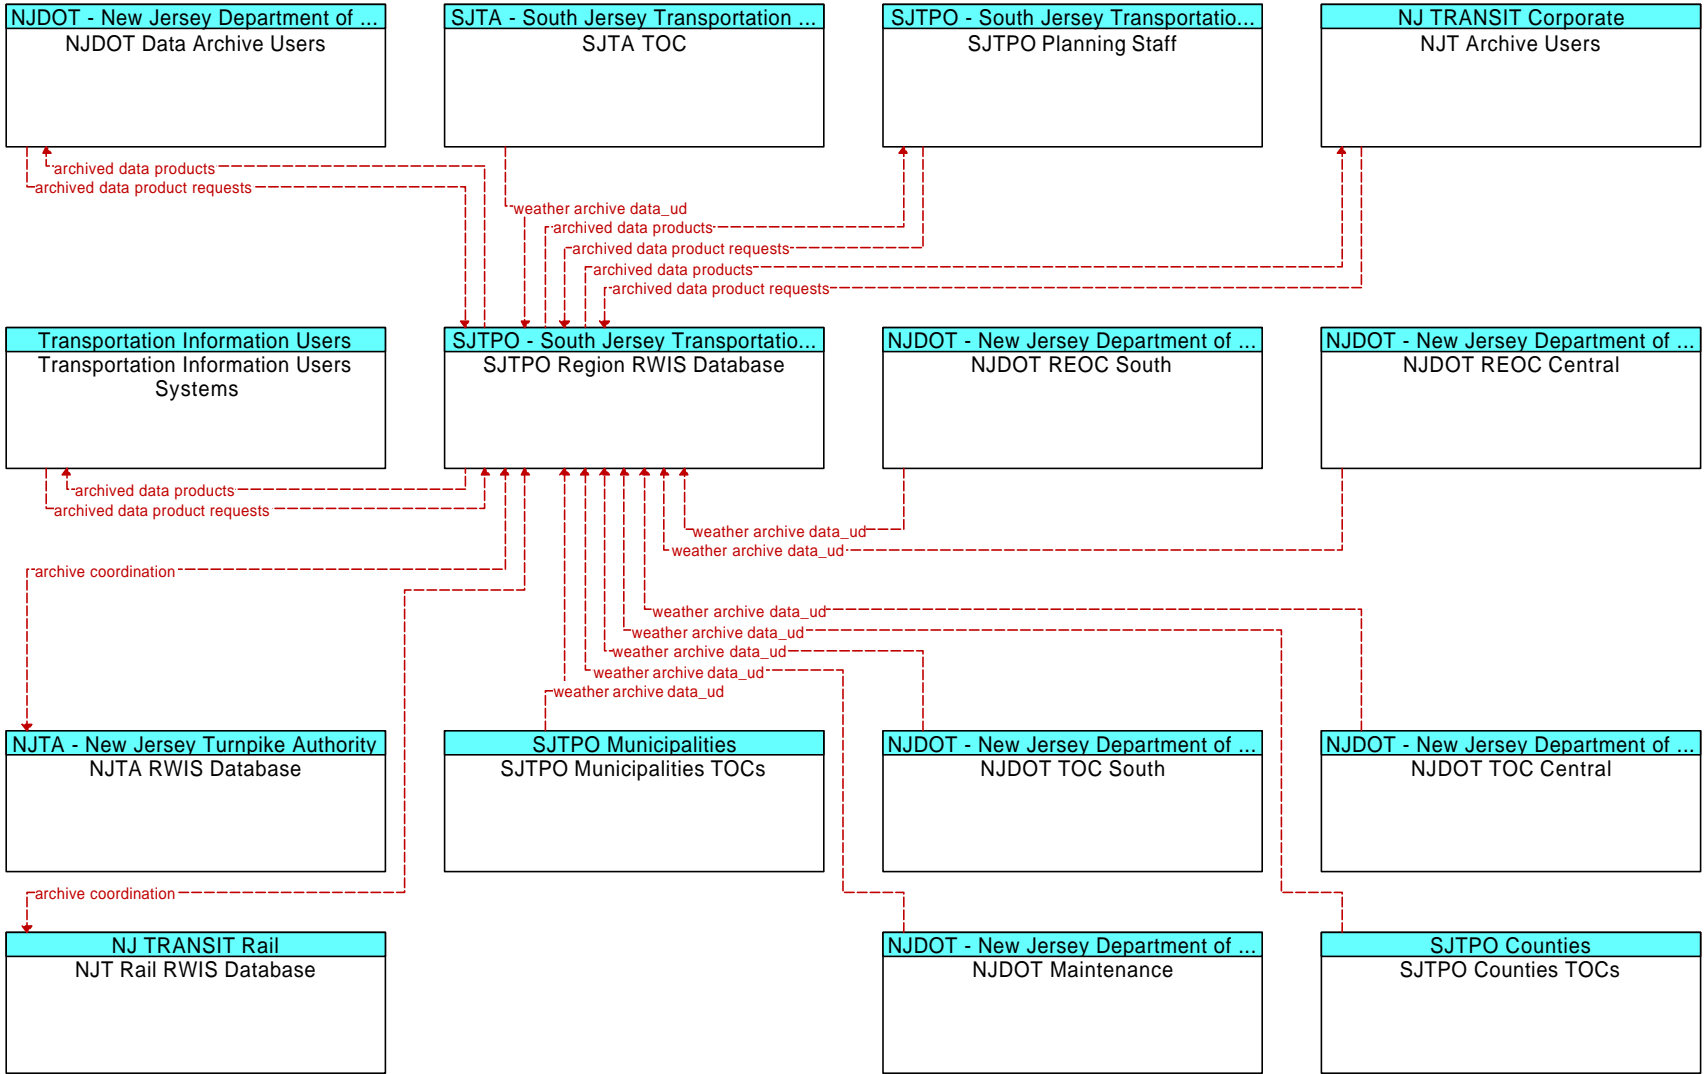 NJDOT - New Jersey Department of ...
NJDOT Data Archive Users
SJTA - South Jersey Transportation ...
SJTA TOC
SJTPO - South Jersey Transportatio...
SJTPO Planning Staff
NJ TRANSIT Corporate
NJT Archive Users
archived data products
archived data product requests
weather archive data_ud
archived data products
archived data product requests
archived data products
archived data product requests
Transportation Information Users
Transportation Information Users
Systems
SJTPO - South Jersey Transportatio...
SJTPO Region RWIS Database
NJDOT - New Jersey Department of ...
NJDOT REOC South
NJDOT - New Jersey Department of ...
NJDOT REOC Central
archived data products
archived data product requests
weather archive data_ud
weather archive data_ud
archive coordination
weather archive data_ud
weather archive data_ud
weather archive data_ud
weather archive data_ud
weather archive data_ud
NJTA - New Jersey Turnpike Authority
NJTA RWIS Database
SJTPO Municipalities
SJTPO Municipalities TOCs
NJDOT - New Jersey Department of ...
NJDOT TOC South
NJDOT - New Jersey Department of ...
NJDOT TOC Central
archive coordination
NJ TRANSIT Rail
NJT Rail RWIS Database
NJDOT - New Jersey Department of ...
NJDOT Maintenance
SJTPO Counties
SJTPO Counties TOCs